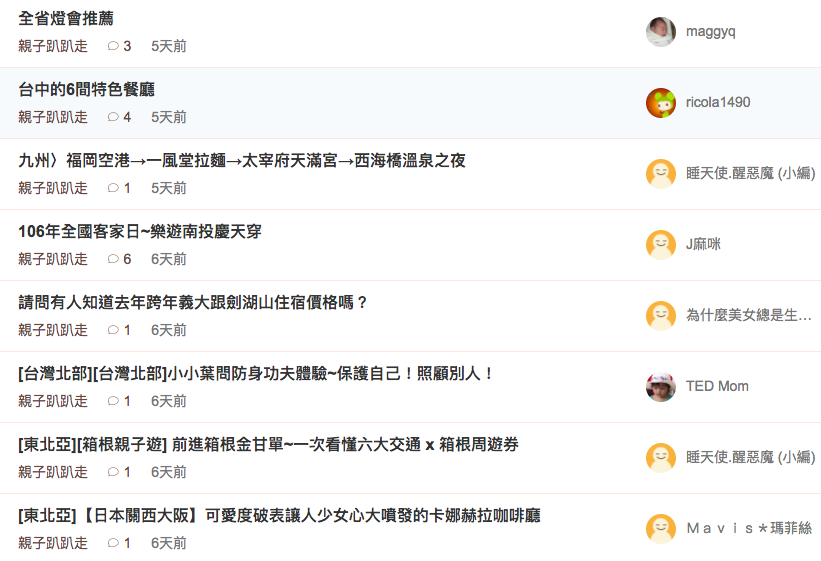 全省燈會推薦
maggyq
親子趴趴走 3 5天前
台中的6間特色餐廳
ricola1490
親子趴趴走 4 5天前
九州〉福岡空港→一風堂拉麵→太宰府天滿宮→西海橋溫泉之夜
睡天使.醒惡魔 (小編)
親子趴趴走 1 5天前
106年全國客家日~樂遊南投慶天穿
J麻咪
親子趴趴走 6 6天前
請問有人知道去年跨年義大跟劍湖山住宿價格嗎？
為什麼美女總是生...
親子趴趴走 1 6天前
[台灣北部][台灣北部]小小葉問防身功夫體驗~保護自己！照顧別人！
TED Mom
親子趴趴走 1 6天前
[東北亞][箱根親子遊] 前進箱根金甘單~一次看懂六大交通 x 箱根周遊券
睡天使.醒惡魔 (小編)
親子趴趴走 1 6天前
[東北亞]【日本關西大阪】可愛度破表讓人少女心大噴發的卡娜赫拉咖啡廳
Ｍａｖｉｓ＊瑪菲絲
親子趴趴走 1 6天前